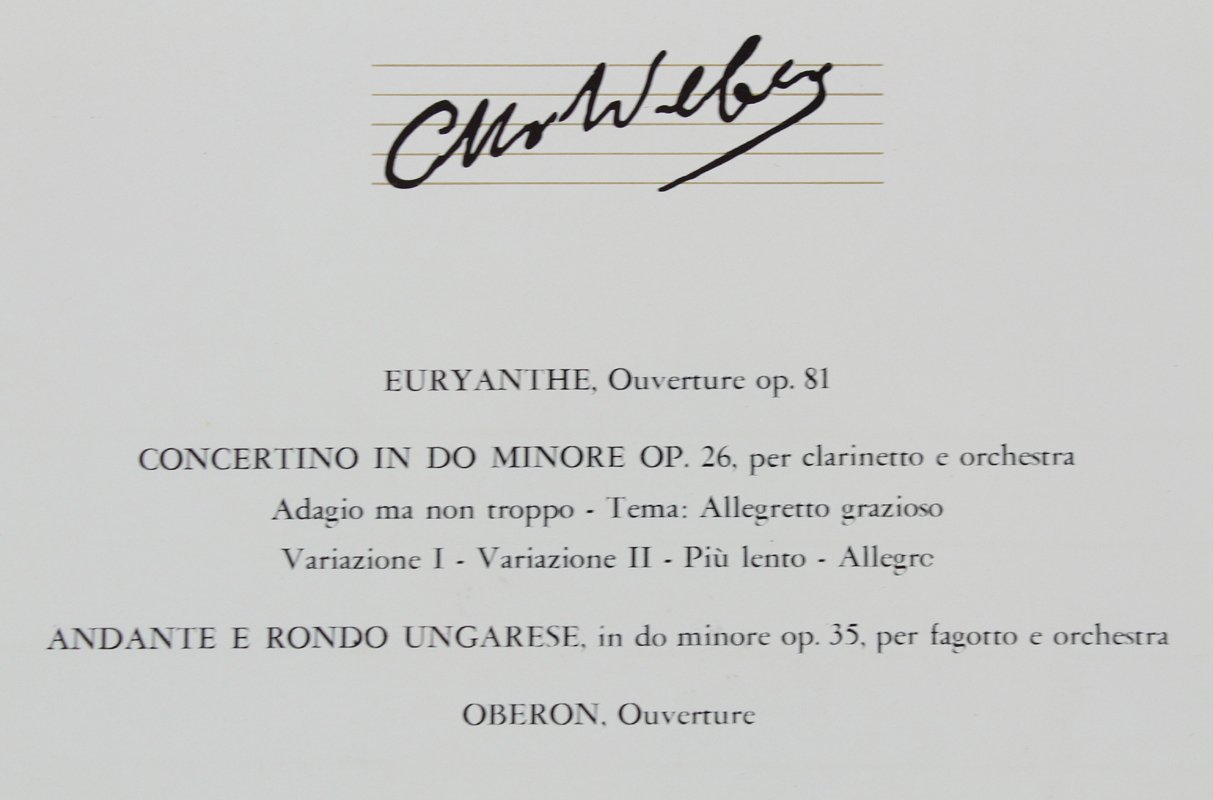 CMvWeber
EURYANTHE, Ouverture op. 81
CONCERTINO IN DO MINORE OP. 26, per clarinetto e orchestra
Adagio ma non troppo - Tema: Allegretto grazioso
Variazione I - Variazione II - Più lento - Allegro
ANDANTE E RONDO UNGARESE, in do minore op. 35, per fagotto e orchestra
OBERON, Ouverture